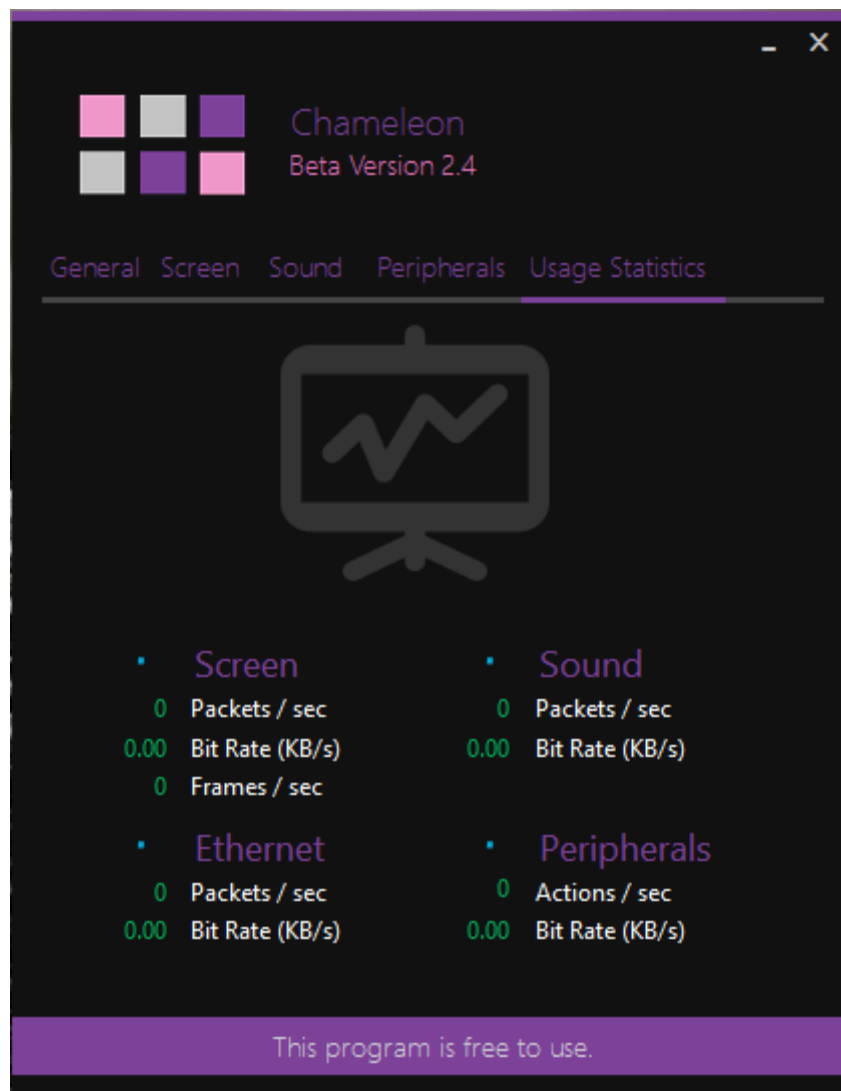 Chameleon
Beta Version 2.4
General Screen Sound Peripherals Usage Statistics
Screen
0 Packets / sec
0.00 Bit Rate (KB/s)
0 Frames / sec
Sound
0 Packets / sec
0.00 Bit Rate (KB/s)
Ethernet
0 Packets / sec
0.00 Bit Rate (KB/s)
Peripherals
0 Actions / sec
0.00 Bit Rate (KB/s)
This program is free to use.